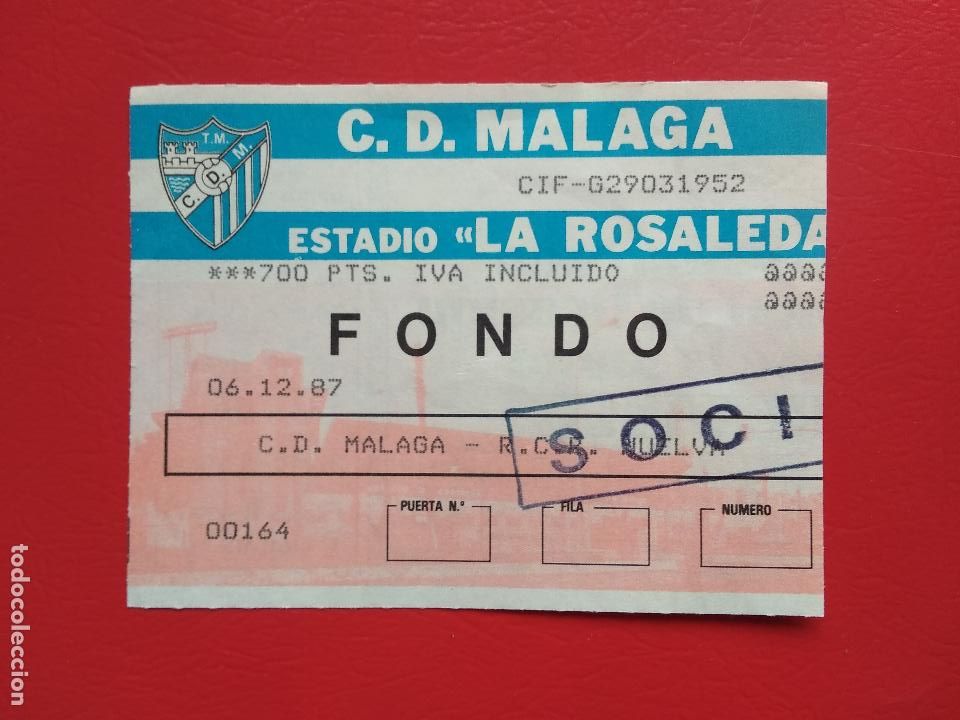 C. D. MALAGA
T. M.
C. D. M.
CIF-G29031952
ESTADIO «LA ROSALEDA
***700 PTS. IVA INCLUIDO
@@@@
@@@@
FONDO
06.12.87
SOCI
C.D. MALAGA - R.C.R. HUELVA
PUERTA N.º
FILA
NUMERO
00164
todocoleccion.net